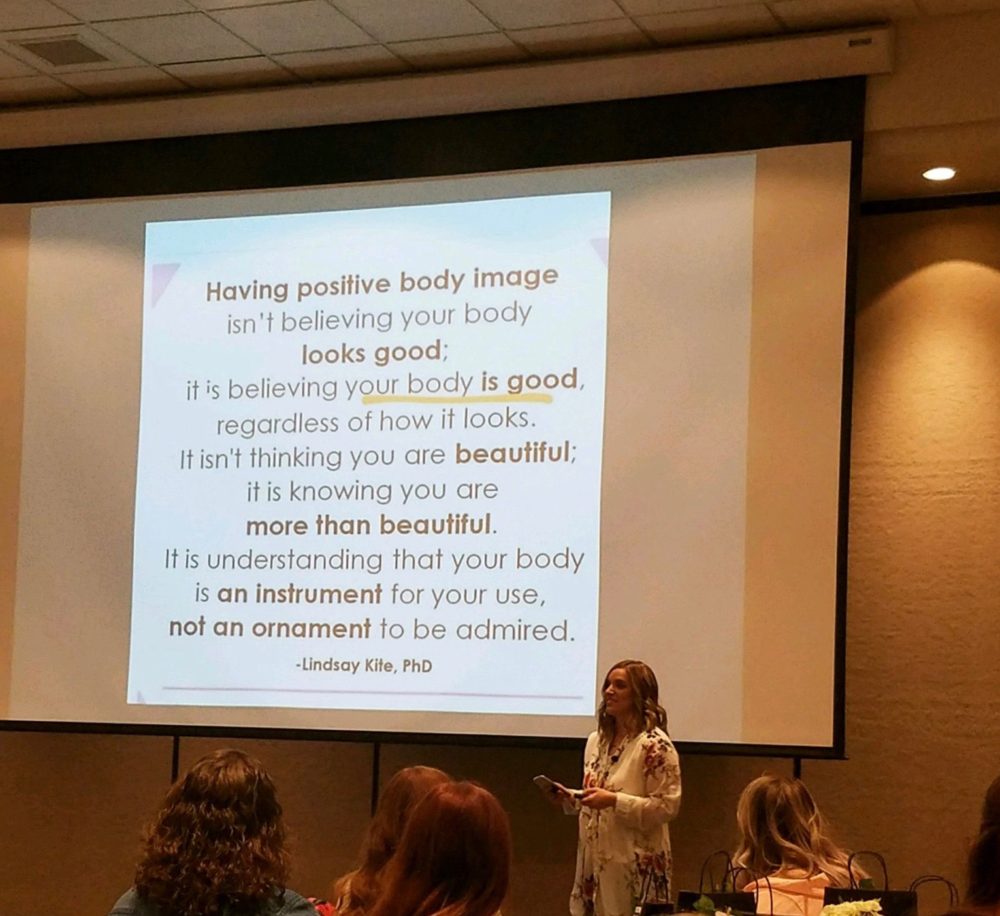 Having positive body image
isn't believing your body
looks good;
it is believing your body is good,
regardless of how it looks.
It isn't thinking you are beautiful;
it is knowing you are
more than beautiful.
It is understanding that your body
is an instrument for your use,
not an ornament to be admired.
-Lindsay Kite, PhD